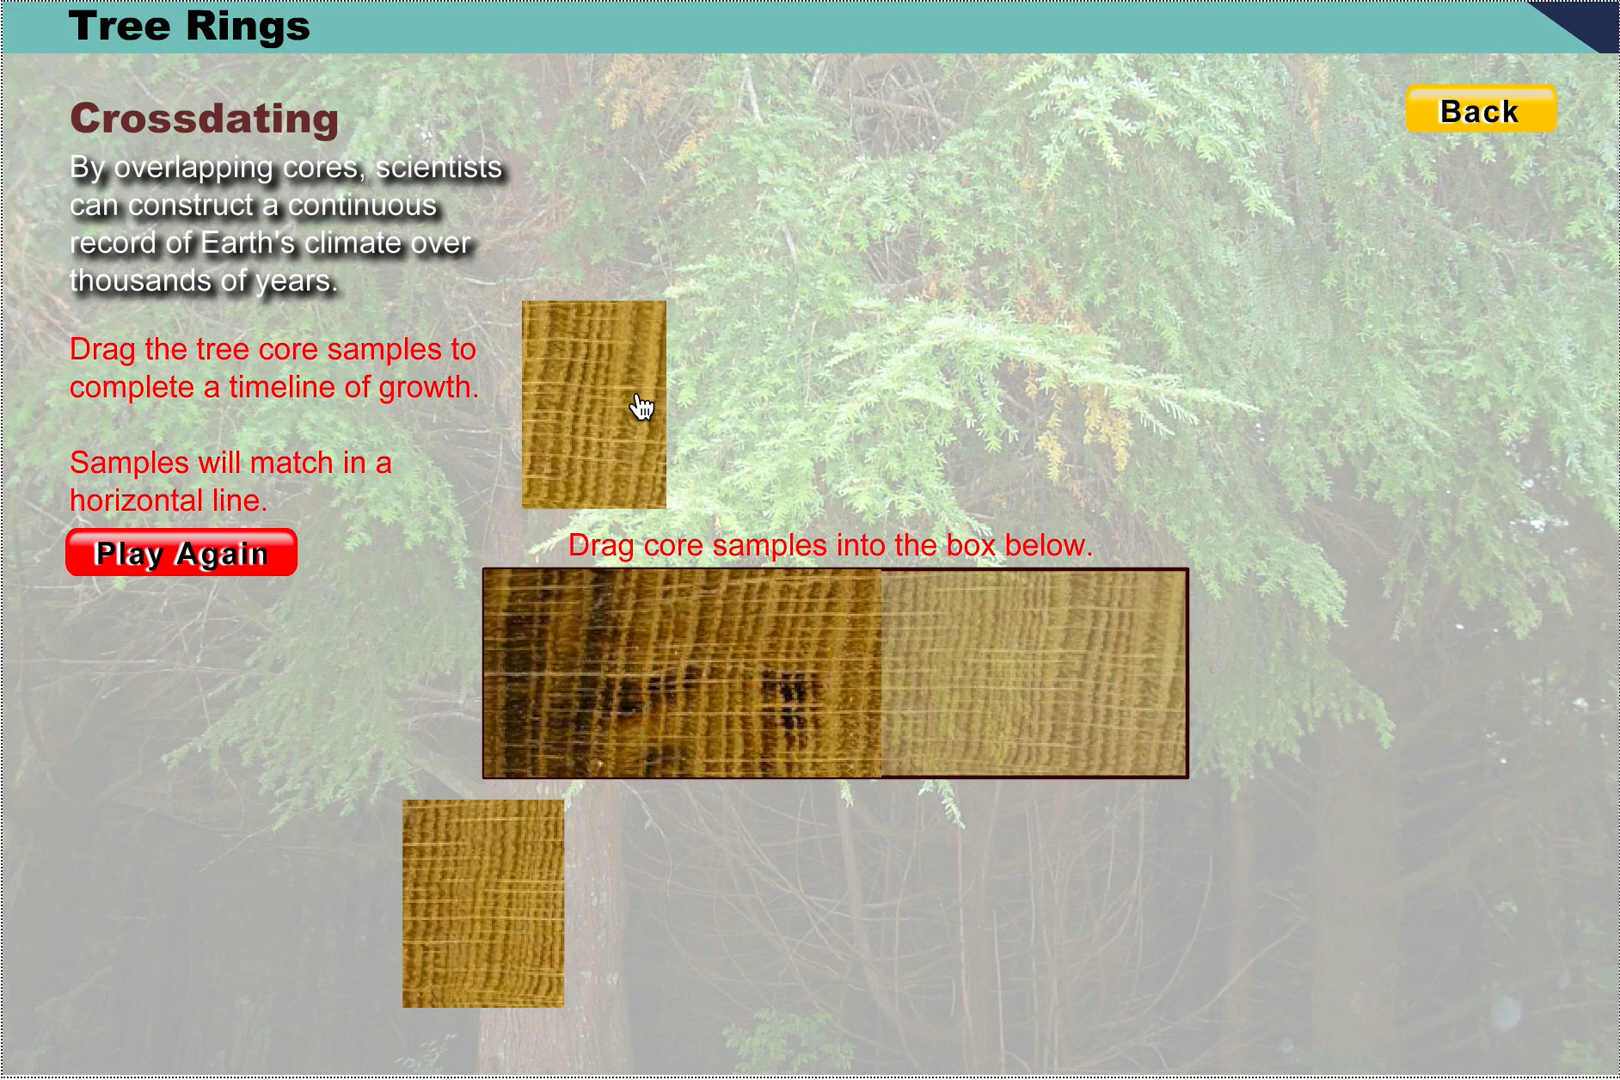 Tree Rings
Crossdating
Back
By overlapping cores, scientists
can construct a continuous
record of Earth's climate over
thousands of years.
Drag the tree core samples to
complete a timeline of growth.
Samples will match in a
horizontal line.
Play Again
Drag core samples into the box below.